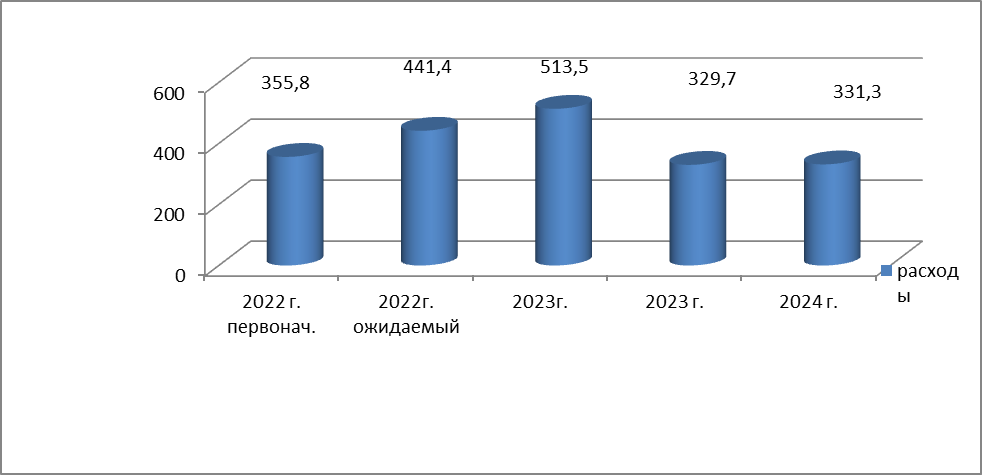 355,8
441,4
513,5
329,7
331,3
600
400
200
0
2022 г.
первонач.
2022г.
ожидаемый
2023г.
2023 г.
2024 г.
расход
ы